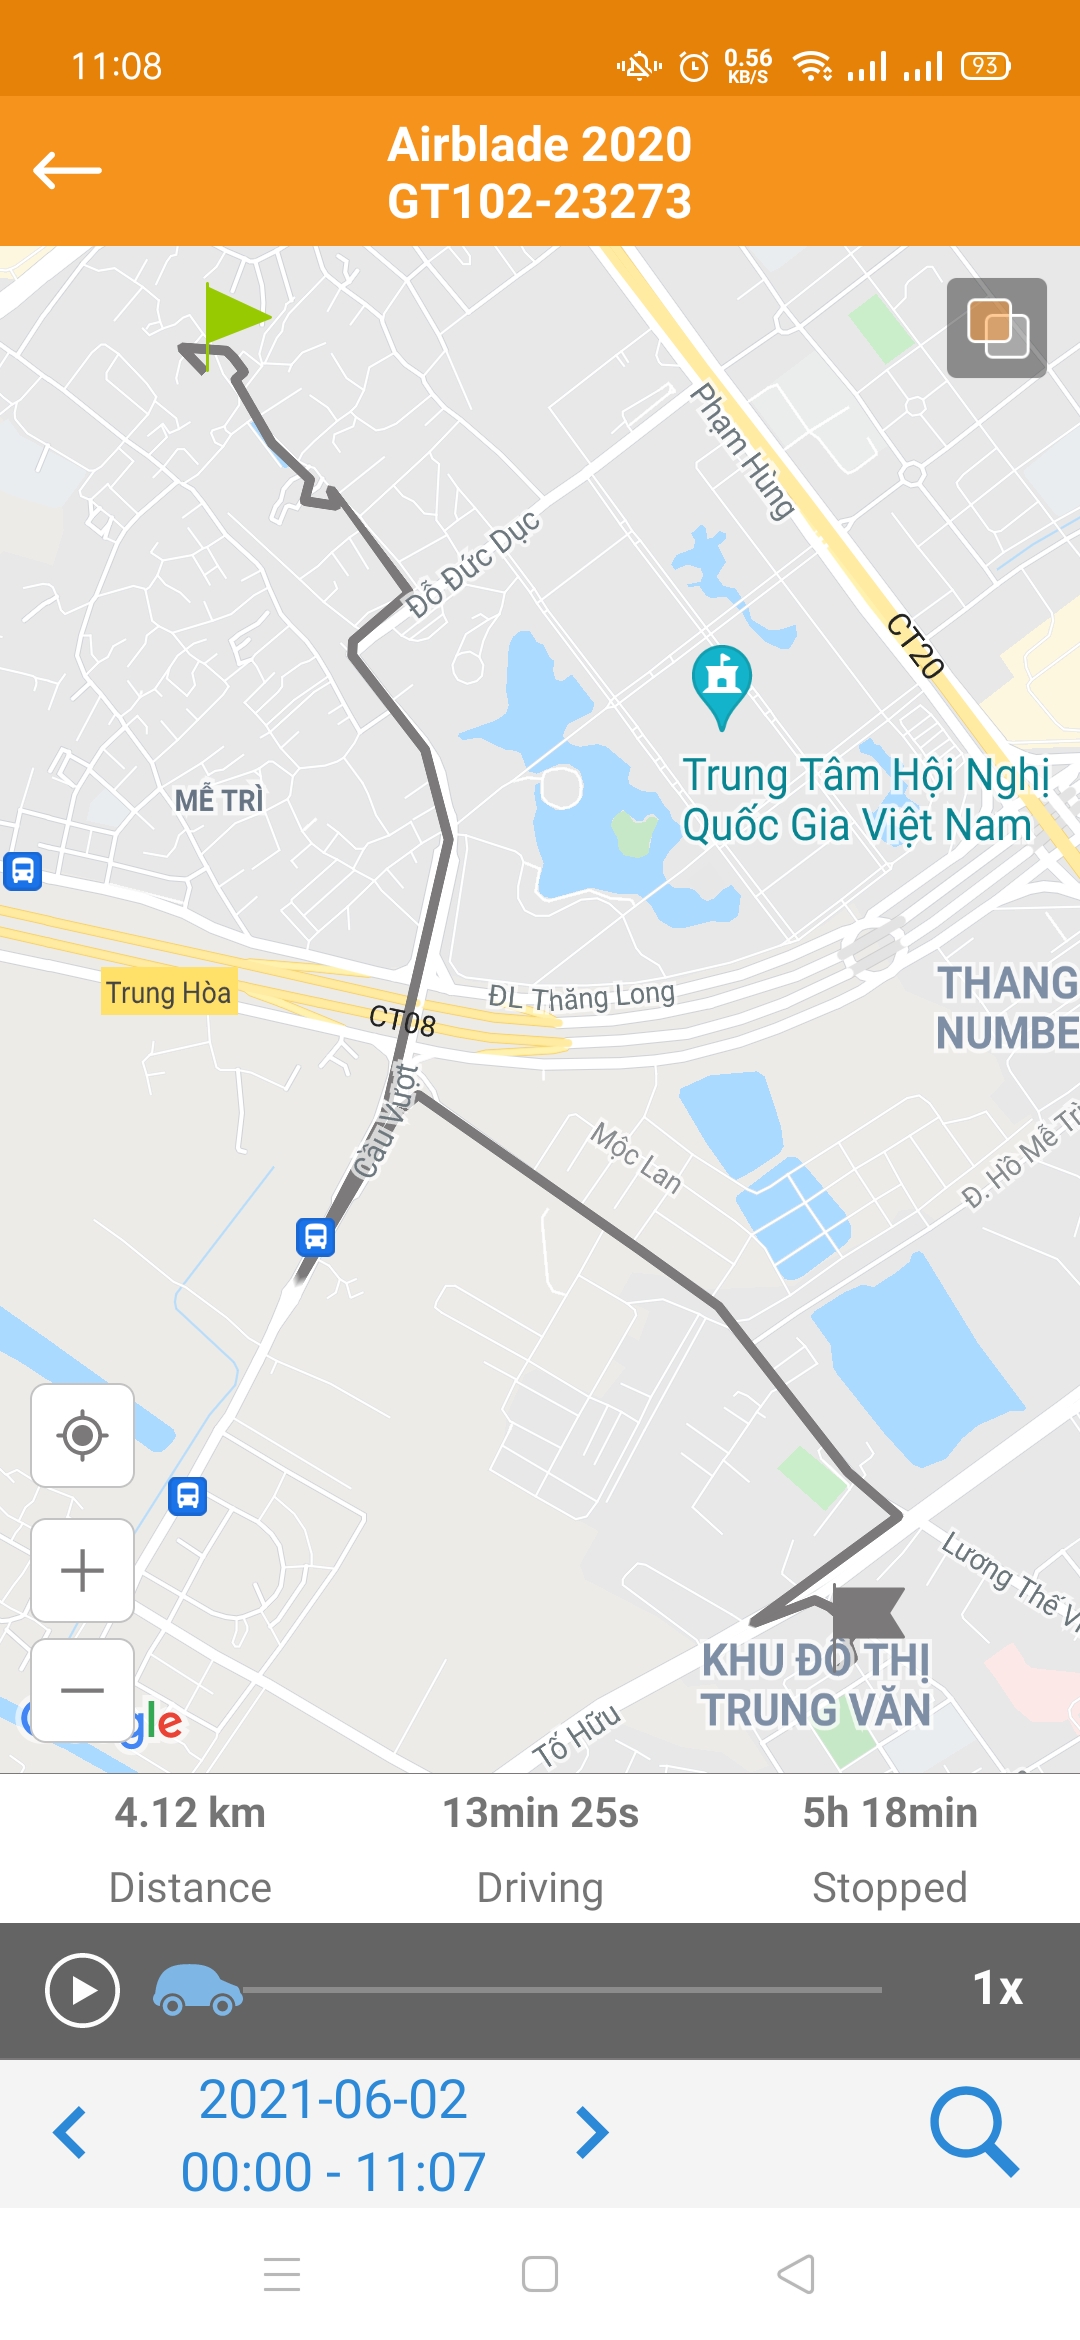 11:08
0.56
KB/S
93
Airblade 2020
GT102-23273
Phạm Hùng
Đỗ Đức Dục
CT20
Trung Tâm Hội Nghị
Quốc Gia Việt Nam
MỄ TRÌ
Trung Hòa
ĐL Thăng Long
CT08
THANG
NUMBE
Cầu Vượt
Mộc Lan
Đ. Hồ Mễ Trì
Lương Thế Vi
KHU ĐÔ THỊ
TRUNG VĂN
Tố Hữu
gle
4.12 km
13min 25s
5h 18min
Distance
Driving
Stopped
1x
2021-06-02
00:00 - 11:07